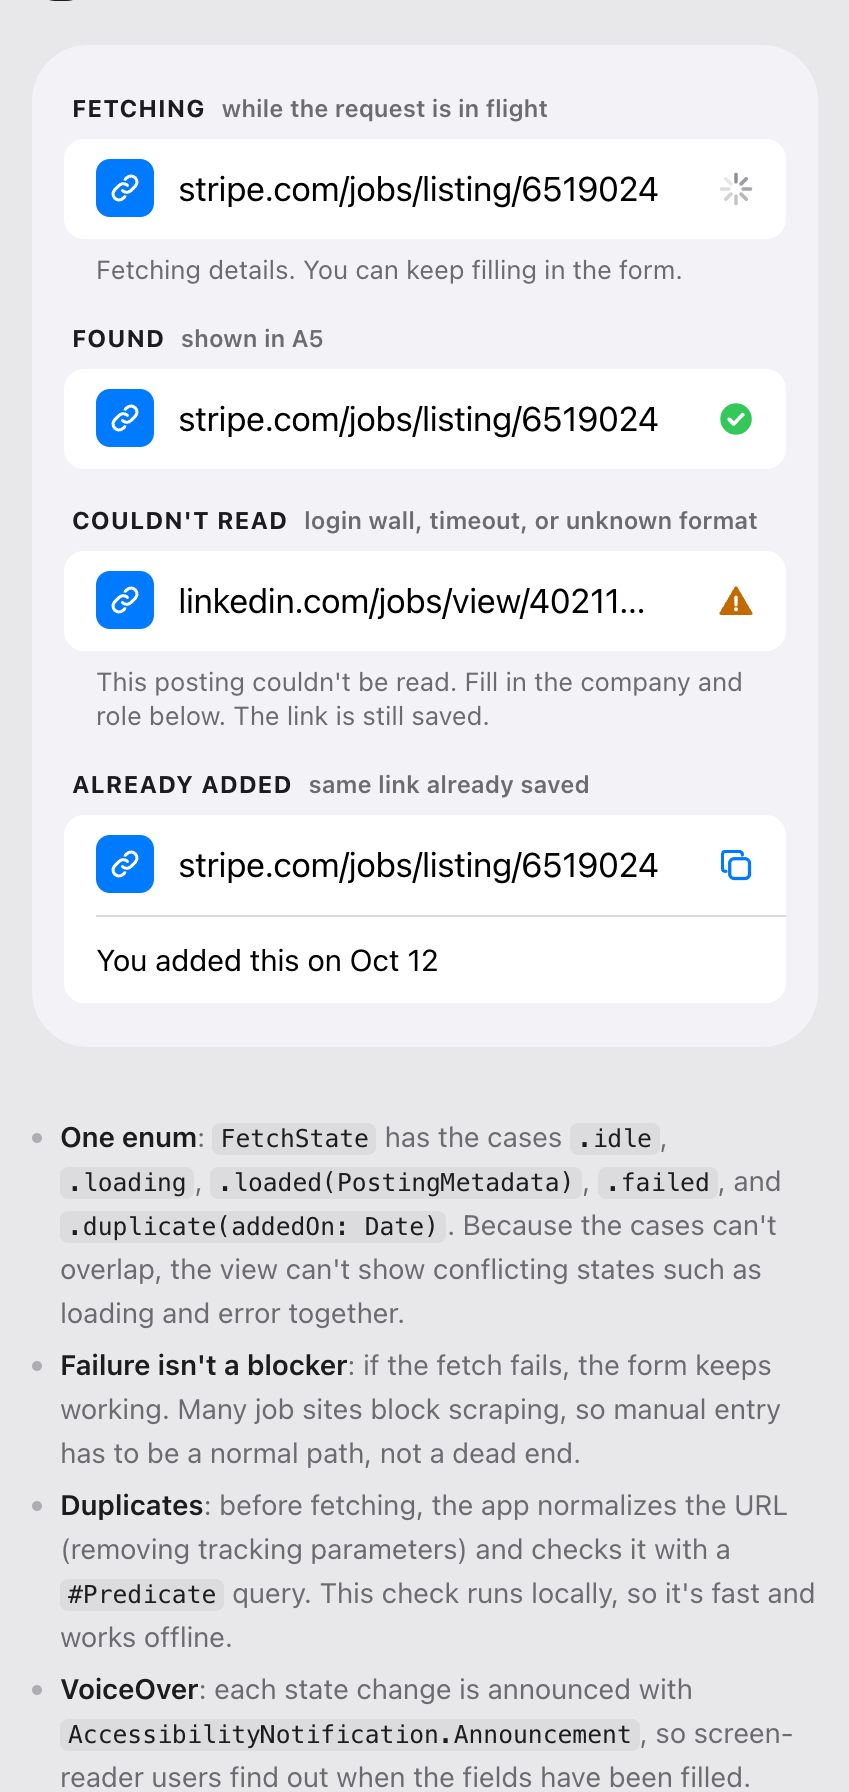 FETCHING while the request is in flight
stripe.com/jobs/listing/6519024
Fetching details. You can keep filling in the form.
FOUND shown in A5
stripe.com/jobs/listing/6519024
COULDN'T READ login wall, timeout, or unknown format
linkedin.com/jobs/view/40211...
This posting couldn't be read. Fill in the company and
role below. The link is still saved.
ALREADY ADDED same link already saved
stripe.com/jobs/listing/6519024
You added this on Oct 12
• One enum: FetchState has the cases .idle,
.loading, .loaded(PostingMetadata), .failed, and
.duplicate(addedOn: Date). Because the cases can't
overlap, the view can't show conflicting states such as
loading and error together.
• Failure isn't a blocker: if the fetch fails, the form keeps
working. Many job sites block scraping, so manual entry
has to be a normal path, not a dead end.
• Duplicates: before fetching, the app normalizes the URL
(removing tracking parameters) and checks it with a
#Predicate query. This check runs locally, so it's fast and
works offline.
• VoiceOver: each state change is announced with
AccessibilityNotification.Announcement, so screen-
reader users find out when the fields have been filled.